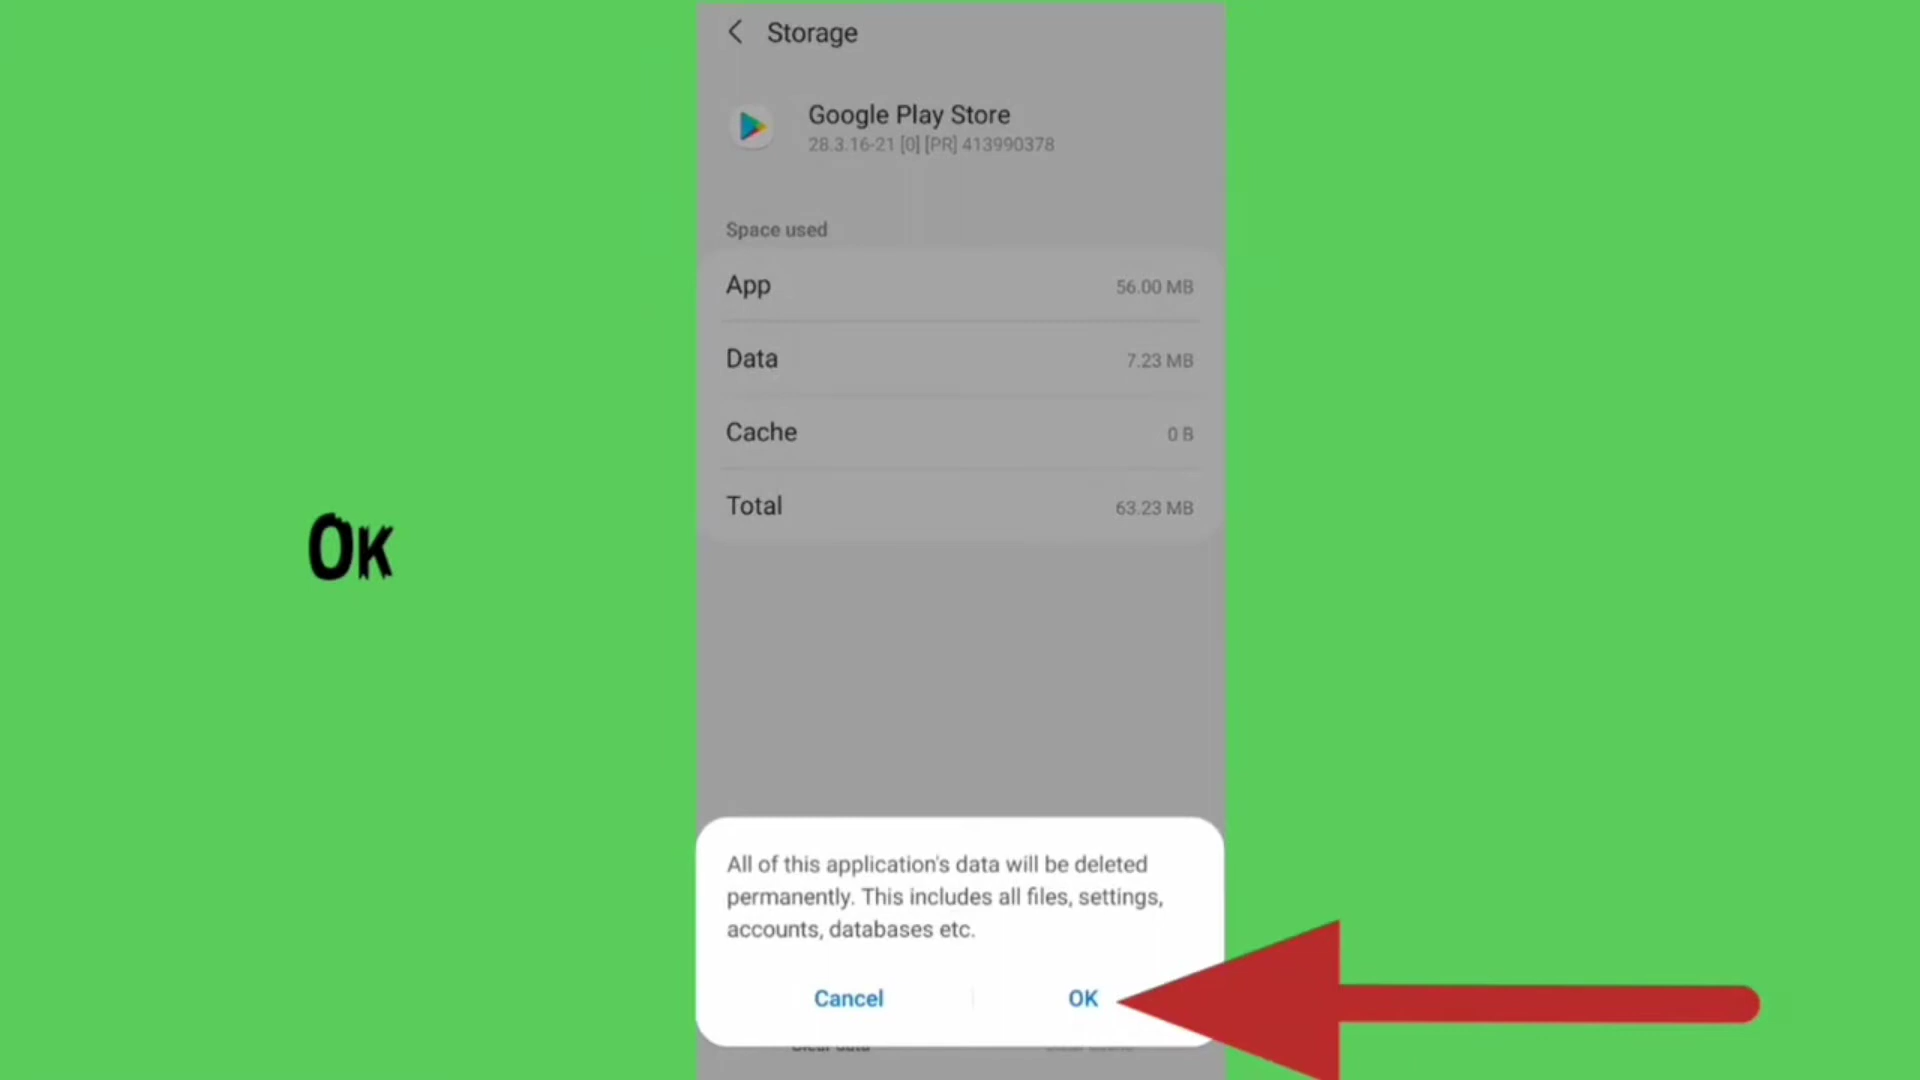 Storage
Google Play Store
28.3.16-21 [0] [PR] 413990378
Space used
App 56.00 MB
Data 7.23 MB
Cache 0 B
Total 63.23 MB
Ok
All of this application's data will be deleted
permanently. This includes all files, settings,
accounts, databases etc.
Cancel OK
Clear data